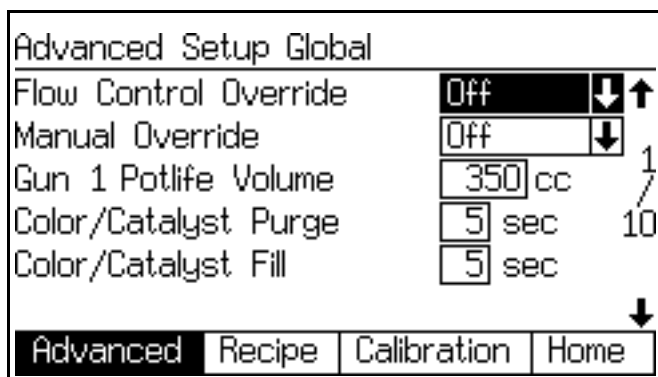 Advanced Setup Global
Flow Control Override Off
Manual Override Off
Gun 1 Potlife Volume 350 cc
Color/Catalyst Purge 5 sec
Color/Catalyst Fill 5 sec
1
/
10
Advanced Recipe Calibration Home